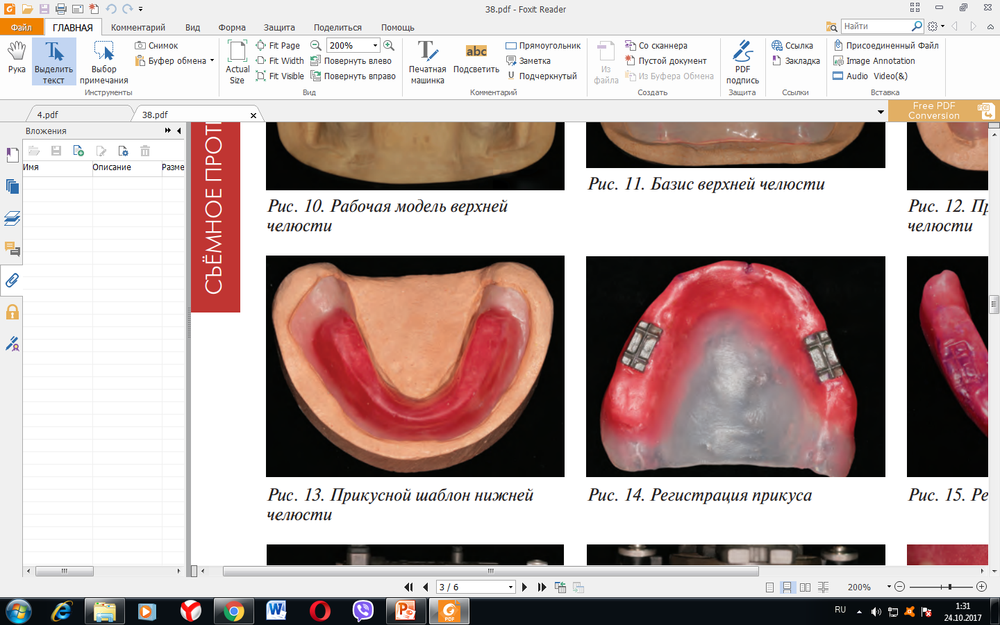 38.pdf - Foxit Reader
Файл ГЛАВНАЯ Комментарий Вид Форма Защита Поделиться Помощь Найти
Рука
Выделить текст
Выбор примечания
Снимок
Буфер обмена
Инструменты
Actual Size
Fit Page
Fit Width
Fit Visible
200%
Повернуть влево
Повернуть вправо
Вид
Печатная машинка
abc
Подсветить
Прямоугольник
Заметка
Подчеркнутый
Комментарий
Из файла
Со сканера
Пустой документ
Из Буфера Обмена
Создать
PDF подпись
Защита
Ссылка
Закладка
Ссылки
Присоединенный Файл
Image Annotation
Audio Video(&)
Вставка
4.pdf
38.pdf
Free PDF
Conversion
Вложения
Имя Описание Разме
СЪЁМНОЕ ПРОТ
Рис. 10. Рабочая модель верхней
челюсти
Рис. 11. Базис верхней челюсти
Рис. 12. Пр
челюсти
Рис. 13. Прикусной шаблон нижней
челюсти
Рис. 14. Регистрация прикуса
Рис. 15. Ре
3 / 6
200%
RU
1:31
24.10.2017